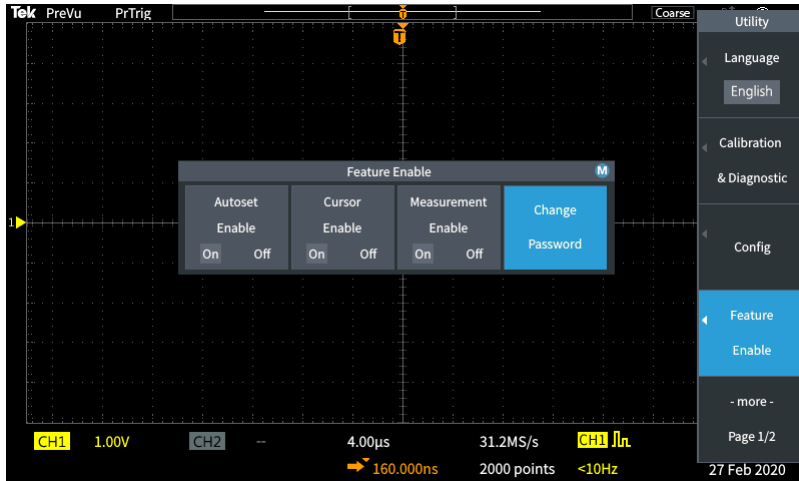 Tek PreVu PrTrig Coarse
T
T
Utility
Language
English
Calibration
& Diagnostic
Config
Feature
Enable
- more -
Page 1/2
Feature Enable M
Autoset
Enable
On Off
Cursor
Enable
On Off
Measurement
Enable
On Off
Change
Password
1
CH1 1.00V CH2 -- 4.00µs 31.2MS/s CH1
160.000ns 2000 points <10Hz 27 Feb 2020